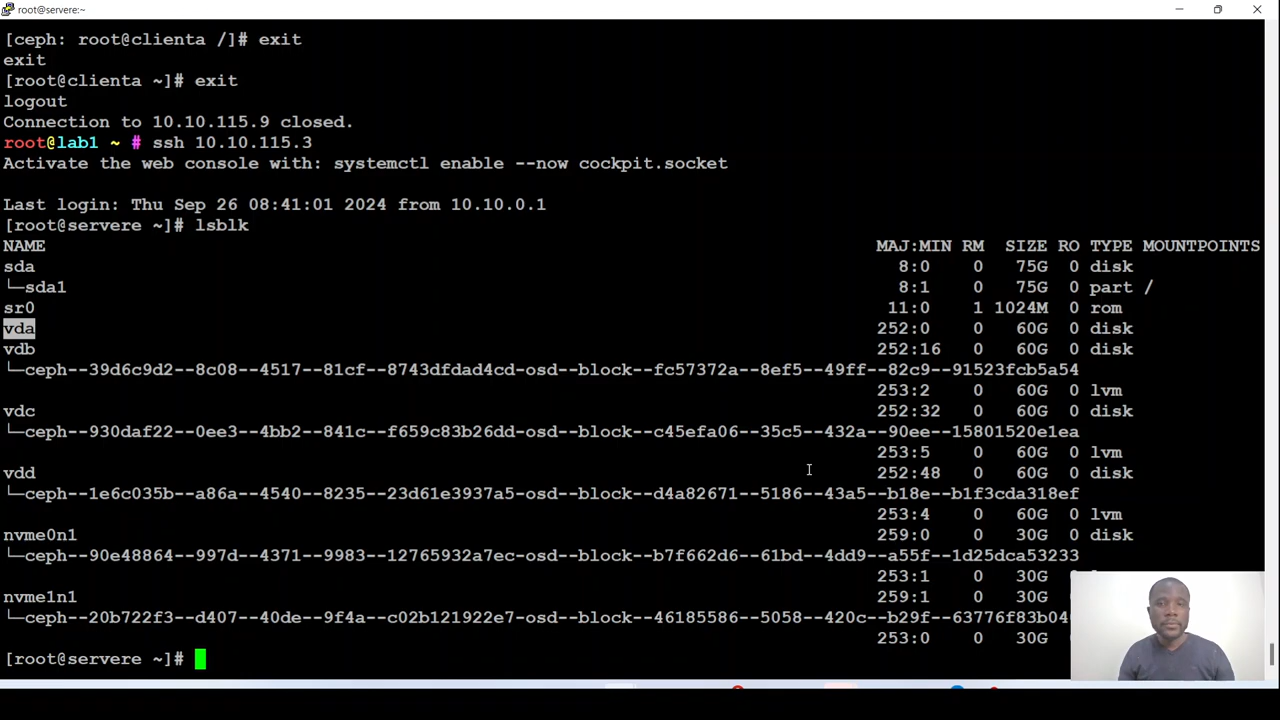 root@servere:~
[ceph: root@clienta /]# exit
exit
[root@clienta ~]# exit
logout
Connection to 10.10.115.9 closed.
root@lab1 ~ # ssh 10.10.115.3
Activate the web console with: systemctl enable --now cockpit.socket
Last login: Thu Sep 26 08:41:01 2024 from 10.10.0.1
[root@servere ~]# lsblk
NAME MAJ:MIN RM SIZE RO TYPE MOUNTPOINTS
sda 8:0 0 75G 0 disk
└─sda1 8:1 0 75G 0 part /
sr0 11:0 1 1024M 0 rom
vda 252:0 0 60G 0 disk
vdb 252:16 0 60G 0 disk
└─ceph--39d6c9d2--8c08--4517--81cf--8743dfdad4cd-osd--block--fc57372a--8ef5--49ff--82c9--91523fcb5a54
253:2 0 60G 0 lvm
vdc 252:32 0 60G 0 disk
└─ceph--930daf22--0ee3--4bb2--841c--f659c83b26dd-osd--block--c45efa06--35c5--432a--90ee--15801520e1ea
253:5 0 60G 0 lvm
vdd 252:48 0 60G 0 disk
└─ceph--1e6c035b--a86a--4540--8235--23d61e3937a5-osd--block--d4a82671--5186--43a5--b18e--b1f3cda318ef
253:4 0 60G 0 lvm
nvme0n1 259:0 0 30G 0 disk
└─ceph--90e48864--997d--4371--9983--12765932a7ec-osd--block--b7f662d6--61bd--4dd9--a55f--1d25dca53233
253:1 0 30G 0
nvme1n1 259:1 0 30G
└─ceph--20b722f3--d407--40de--9f4a--c02b121922e7-osd--block--46185586--5058--420c--b29f--63776f83b04
253:0 0 30G
[root@servere ~]#